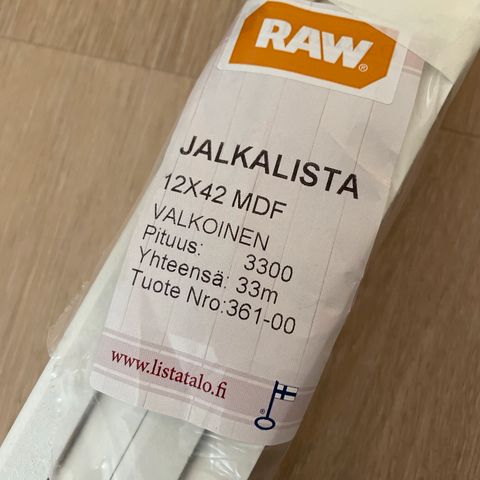 RAW®
JALKALISTA
12X42 MDF
VALKOINEN
Pituus: 3300
Yhteensä: 33m
Tuote Nro:361-00
www.listatalo.fi
®